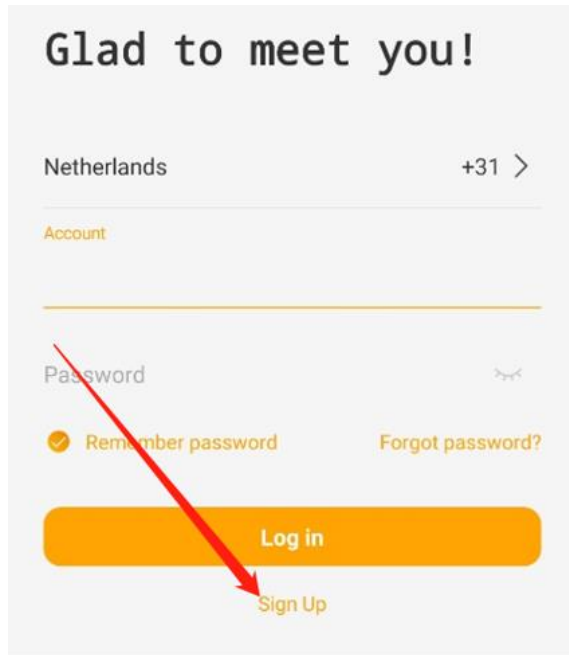 Glad to meet you!
Netherlands +31
Account
Password
Remember password Forgot password?
Log in
Sign Up